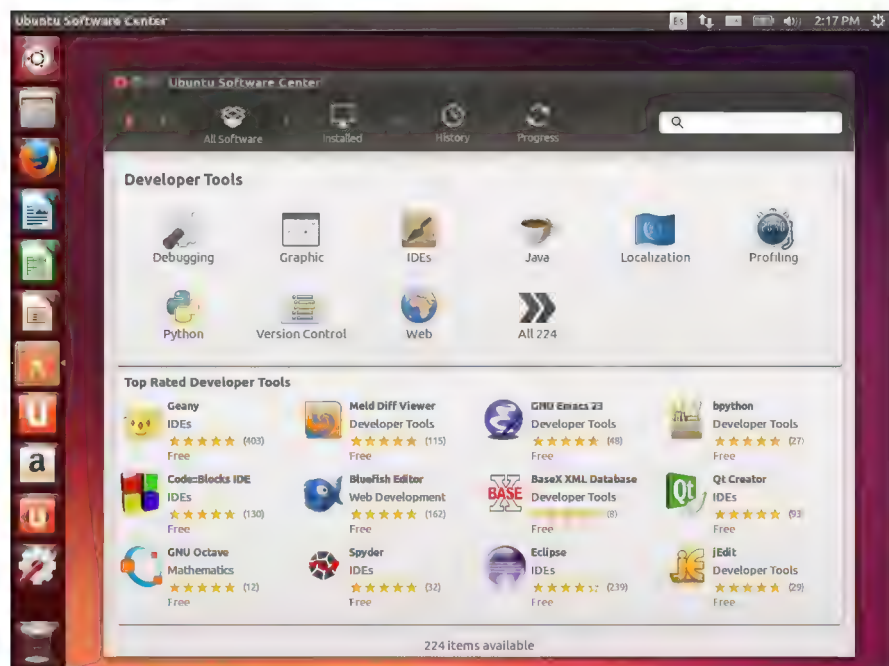 Ubuntu Software Center
Es
2:17 PM
Ubuntu Software Center
All Software
Installed
History
Progress
Developer Tools
Debugging
Graphic
IDEs
Java
Localization
Profiling
Python
Version Control
Web
All 224
Top Rated Developer Tools
Geany
IDEs
(403)
Free
Meld Diff Viewer
Developer Tools
(115)
Free
GNU Emacs 23
Developer Tools
(48)
Free
bpython
Developer Tools
(27)
Free
Code::Blocks IDE
IDEs
(130)
Free
Bluefish Editor
Web Development
(162)
Free
BASE
BaseX XML Database
Developer Tools
(8)
Free
Qt
Qt Creator
IDEs
(93)
Free
GNU Octave
Mathematics
(12)
Free
Spyder
IDEs
(32)
Free
Eclipse
IDEs
(239)
Free
jEdit
Developer Tools
(29)
Free
224 items available